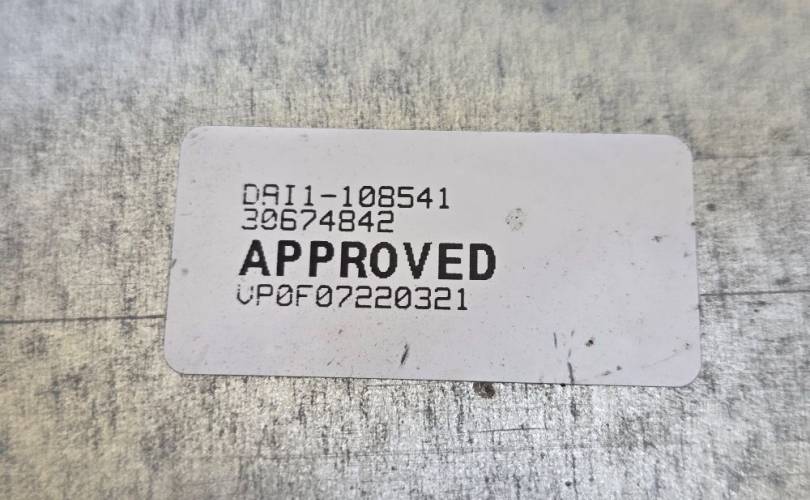 DAI1-108541
30674842
APPROVED
VP0F07220321